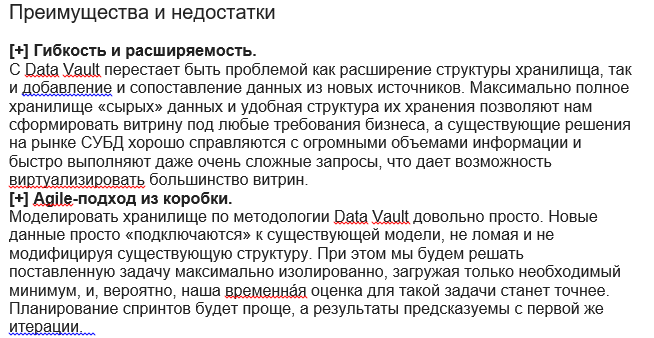 Преимущества и недостатки
[+] Гибкость и расширяемость.
С Data Vault перестает быть проблемой как расширение структуры хранилища, так
и добавление и сопоставление данных из новых источников. Максимально полное
хранилище «сырых» данных и удобная структура их хранения позволяют нам
сформировать витрину под любые требования бизнеса, а существующие решения
на рынке СУБД хорошо справляются с огромными объемами информации и
быстро выполняют даже очень сложные запросы, что дает возможность
виртуализировать большинство витрин.
[+] Agile-подход из коробки.
Моделировать хранилище по методологии Data Vault довольно просто. Новые
данные просто «подключаются» к существующей модели, не ломая и не
модифицируя существующую структуру. При этом мы будем решать
поставленную задачу максимально изолированно, загружая только необходимый
минимум, и, вероятно, наша временнáя оценка для такой задачи станет точнее.
Планирование спринтов будет проще, а результаты предсказуемы с первой же
итерации.